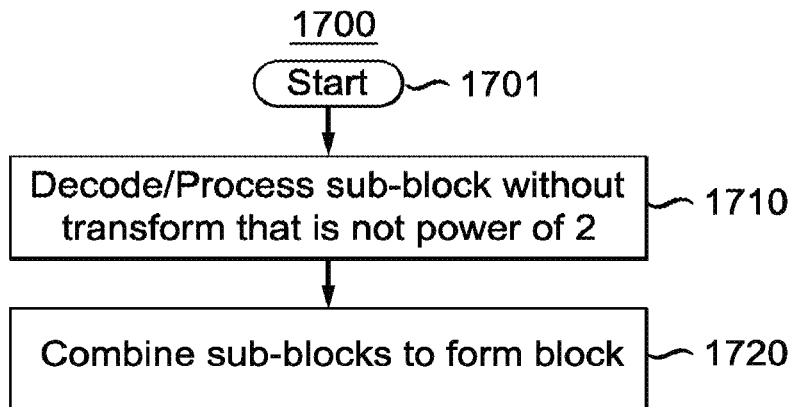 1700
Start 1701
Decode/Process sub-block without
transform that is not power of 2
1710
Combine sub-blocks to form block 1720